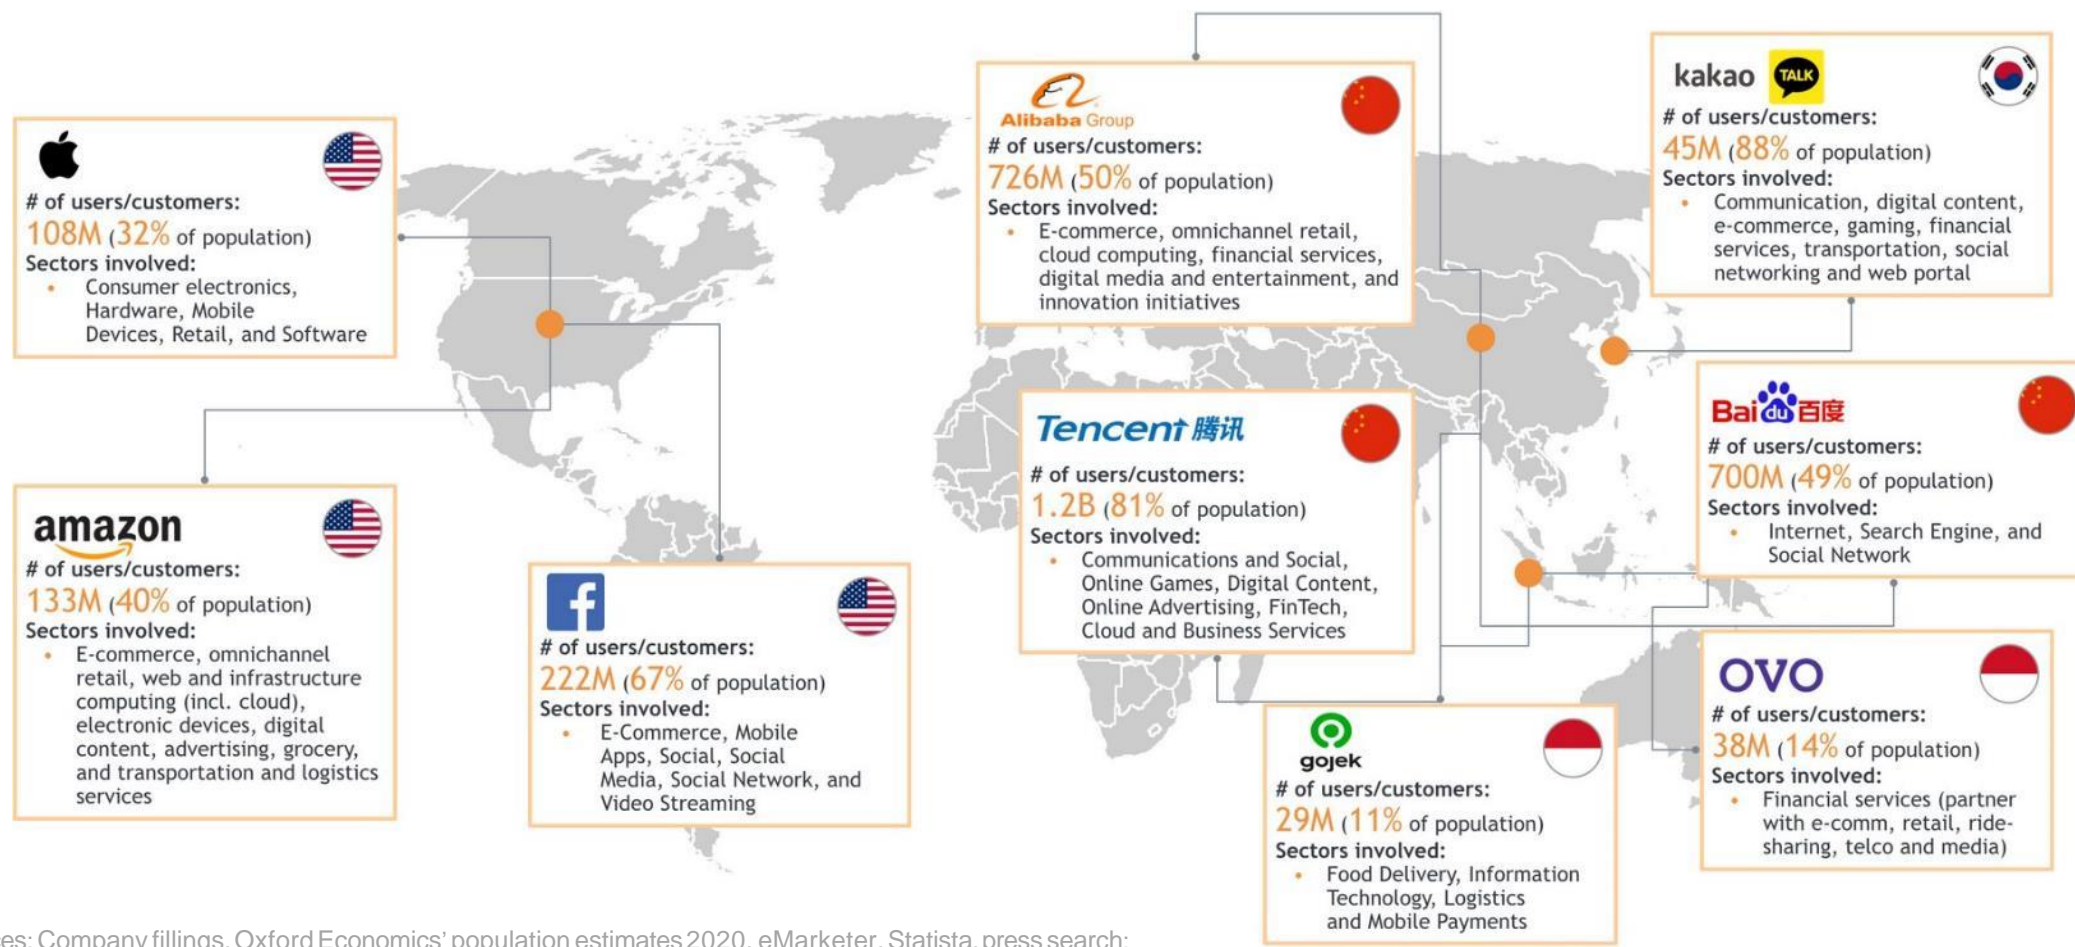 # of users/customers:
108M (32% of population)
Sectors involved:
• Consumer electronics,
Hardware, Mobile
Devices, Retail, and Software
amazon
# of users/customers:
133M (40% of population)
Sectors involved:
• E-commerce, omnichannel
retail, web and infrastructure
computing (incl. cloud),
electronic devices, digital
content, advertising, grocery,
and transportation and logistics
services
f
# of users/customers:
222M (67% of population)
Sectors involved:
• E-Commerce, Mobile
Apps, Social, Social
Media, Social Network, and
Video Streaming
Alibaba Group
# of users/customers:
726M (50% of population)
Sectors involved:
• E-commerce, omnichannel retail,
cloud computing, financial services,
digital media and entertainment, and
innovation initiatives
Tencent 腾讯
# of users/customers:
1.2B (81% of population)
Sectors involved:
• Communications and Social,
Online Games, Digital Content,
Online Advertising, FinTech,
Cloud and Business Services
kakao TALK
# of users/customers:
45M (88% of population)
Sectors involved:
• Communication, digital content,
e-commerce, gaming, financial
services, transportation, social
networking and web portal
Bai du 百度
# of users/customers:
700M (49% of population)
Sectors involved:
• Internet, Search Engine, and
Social Network
gojek
# of users/customers:
29M (11% of population)
Sectors involved:
• Food Delivery, Information
Technology, Logistics
and Mobile Payments
OVO
# of users/customers:
38M (14% of population)
Sectors involved:
• Financial services (partner
with e-comm, retail, ride-
sharing, telco and media)
ces: Company fillings, Oxford Economics' population estimates 2020, eMarketer, Statista, press search;